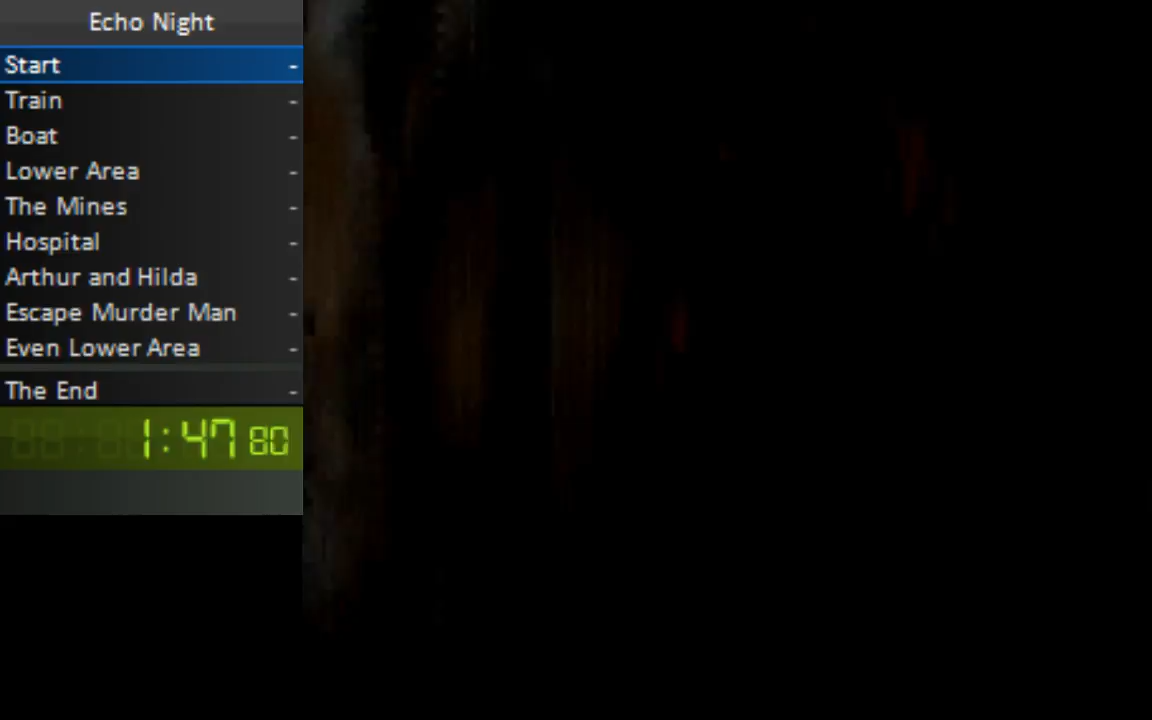 Echo Night
Start -
Train -
Boat -
Lower Area -
The Mines -
Hospital -
Arthur and Hilda -
Escape Murder Man -
Even Lower Area -
The End -
1:47 80